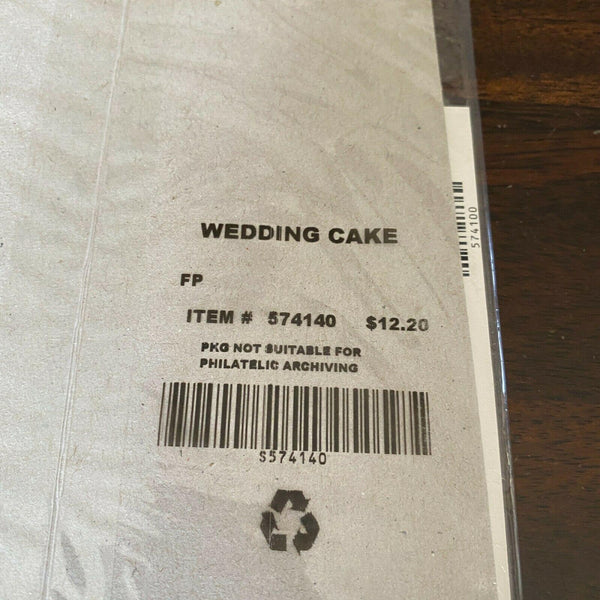 WEDDING CAKE
FP
ITEM # 574140 $12.20
PKG NOT SUITABLE FOR
PHILATELIC ARCHIVING
S574140
574100